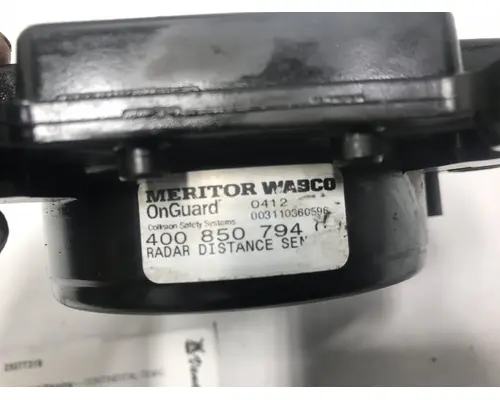 MERITOR WABCO
OnGuard 0412
Collision Safety Systems 003110360596
400 850 794
RADAR DISTANCE SEN